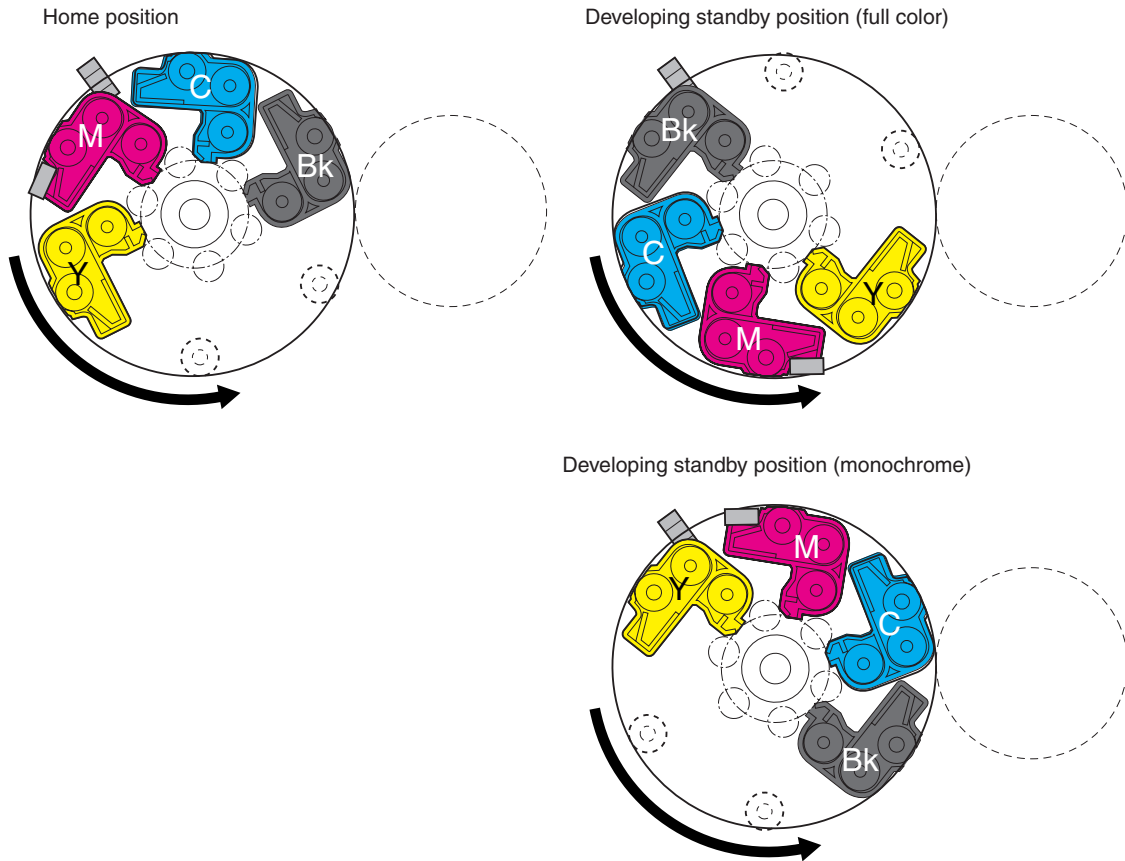 Home position
Developing standby position (full color)
C
M
Bk
Y
Bk
C
Y
M
Developing standby position (monochrome)
M
Y
C
Bk